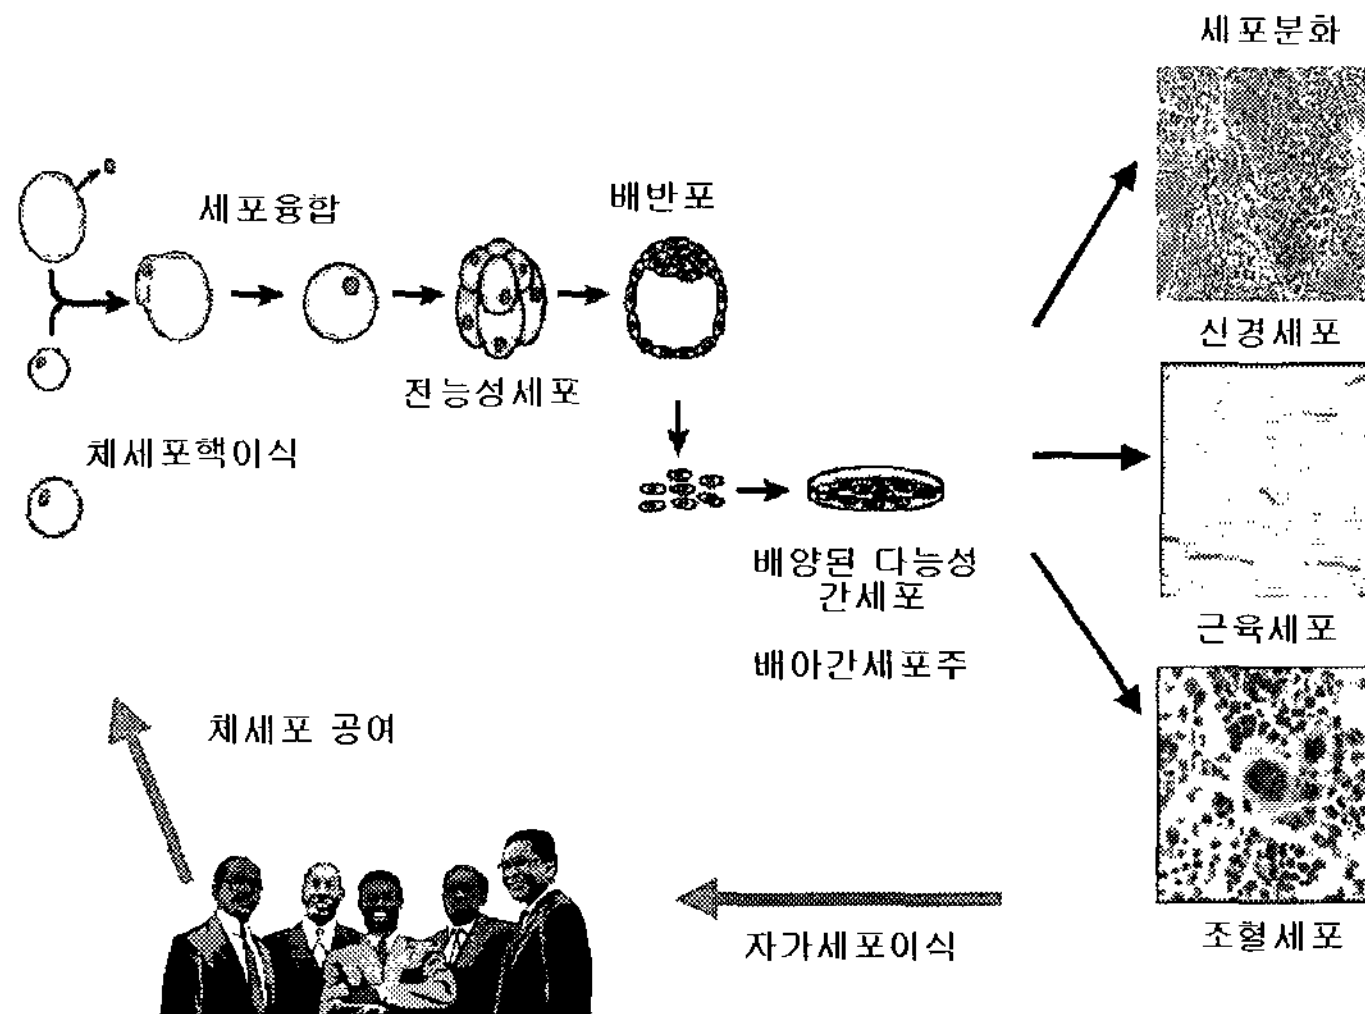 세포분화
세포융합
배반포
신경세포
전능성세포
체세포핵이식
배양된 다능성
간세포
근육세포
배아간세포주
체세포 공여
자가세포이식
조혈세포